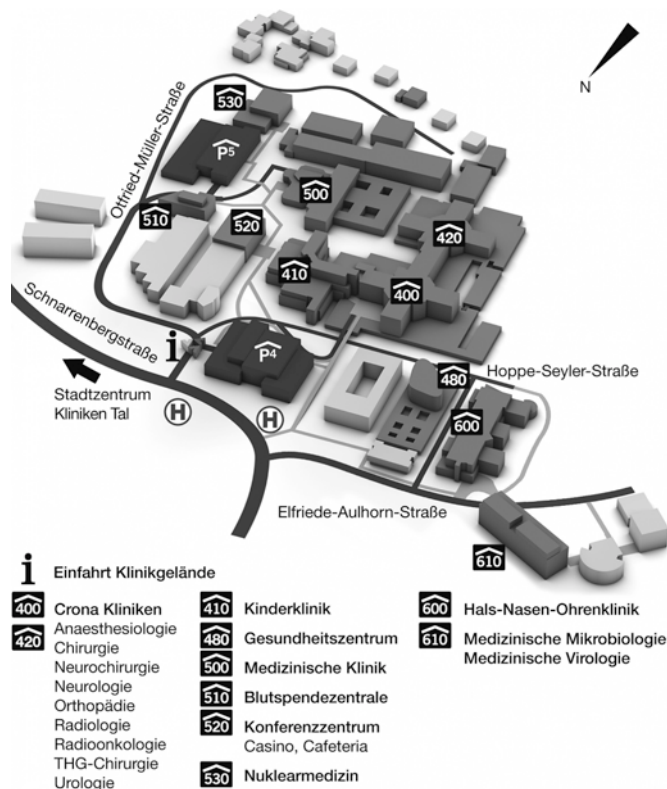 530
N
P5
Otfried-Müller-Straße
500
510
520
420
410
400
Schnarrenbergstraße
i
P4
Hoppe-Seyler-Straße
480
Stadtzentrum
Kliniken Tal
H
H
600
Elfriede-Aulhorn-Straße
610
i Einfahrt Klinikgelände
400 Crona Kliniken
420 Anaesthesiologie
Chirurgie
Neurochirurgie
Neurologie
Orthopädie
Radiologie
Radioonkologie
THG-Chirurgie
Urologie
410 Kinderklinik
480 Gesundheitszentrum
500 Medizinische Klinik
510 Blutspendezentrale
520 Konferenzzentrum
Casino, Cafeteria
530 Nuklearmedizin
600 Hals-Nasen-Ohrenklinik
610 Medizinische Mikrobiologie
Medizinische Virologie